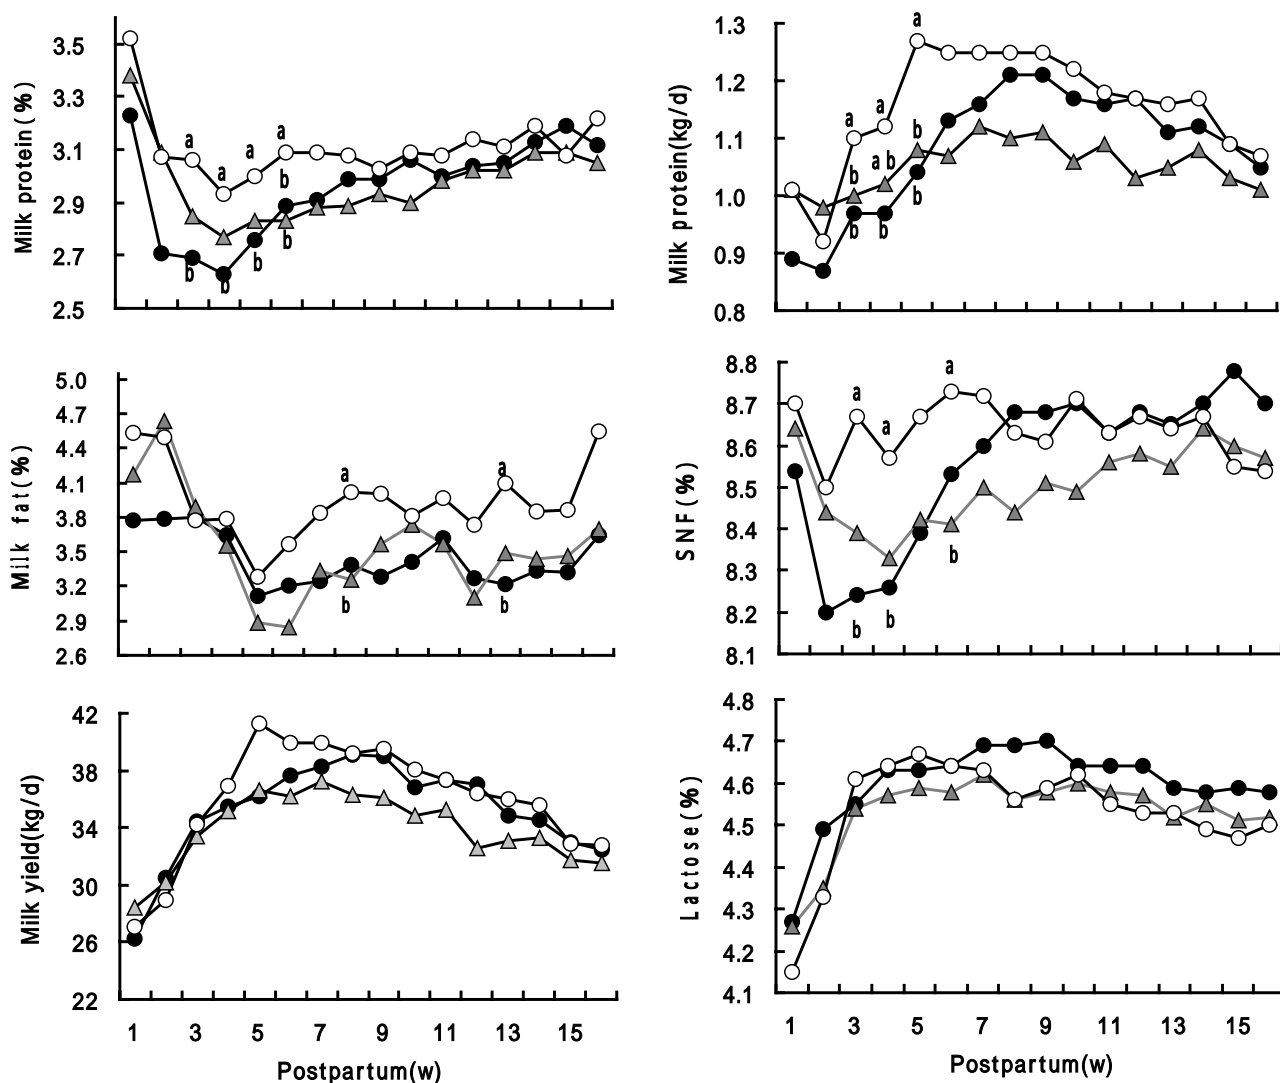 Milk protein(%)
3.5
3.3
3.1
2.9
2.7
2.5
a
a
a
a
b
b
b
b
b
Milk protein(kg/d)
1.3
1.2
1.1
1.0
0.9
0.8
a
a
a
b
a b
b
b
b
b
Milk fat(%)
5.0
4.7
4.4
4.1
3.8
3.5
3.2
2.9
2.6
a
a
b
b
SNF(%)
8.8
8.7
8.6
8.5
8.4
8.3
8.2
8.1
a
a
a
b
b
b
Milk yield(kg/d)
42
38
34
30
26
22
1 3 5 7 9 11 13 15
Postpartum(w)
Lactose(%)
4.8
4.7
4.6
4.5
4.4
4.3
4.2
4.1
1 3 5 7 9 11 13 15
Postpartum(w)